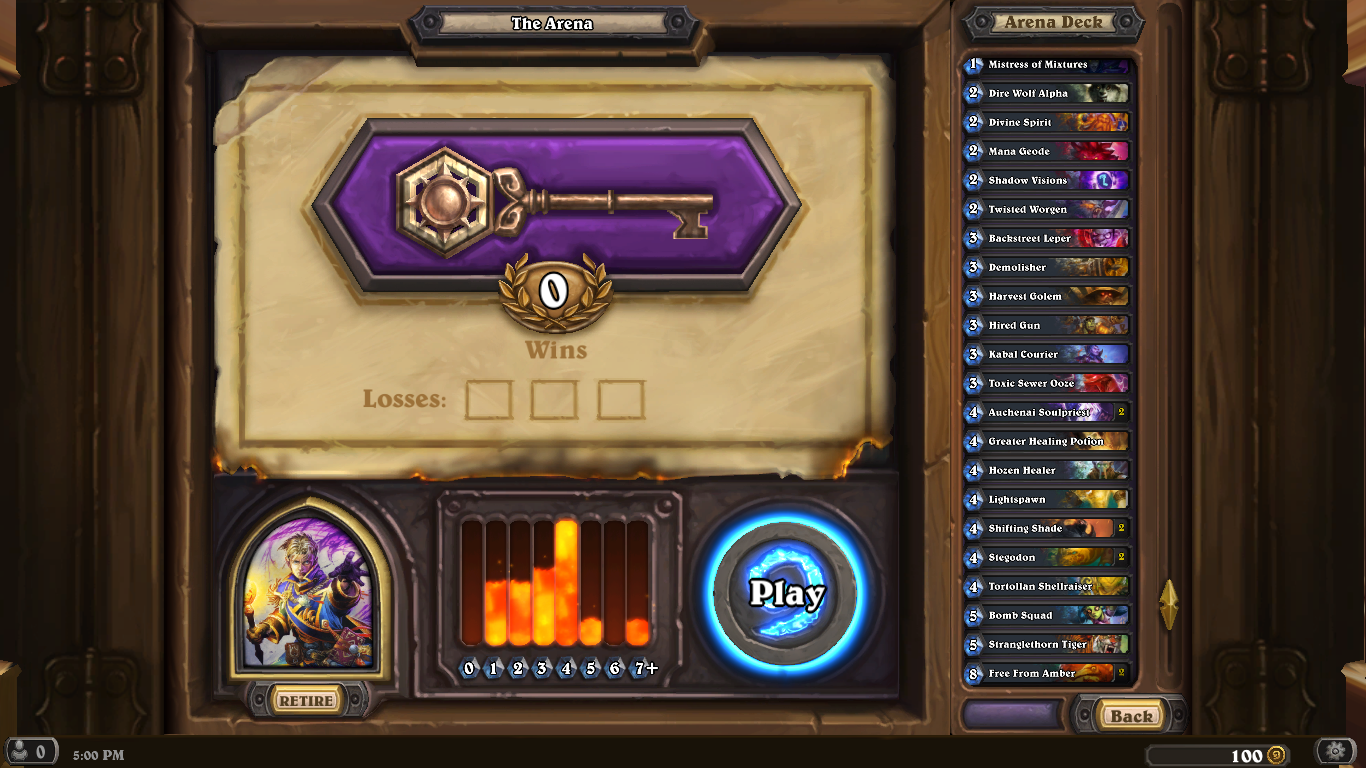 The Arena
0
Wins
Losses:
RETIRE
0 1 2 3 4 5 6 7+
Play
Arena Deck
1 Mistress of Mixtures
2 Dire Wolf Alpha
2 Divine Spirit
2 Mana Geode
2 Shadow Visions
2 Twisted Worgen
3 Backstreet Leper
3 Demolisher
3 Harvest Golem
3 Hired Gun
3 Kabal Courier
3 Toxic Sewer Ooze
4 Auchenai Soulpriest 2
4 Greater Healing Potion
4 Hozen Healer
4 Lightspawn
4 Shifting Shade 2
4 Stegodon 2
4 Tortollan Shellraiser
5 Bomb Squad
5 Stranglethorn Tiger
8 Free From Amber 2
Back
0
5:00 PM
100